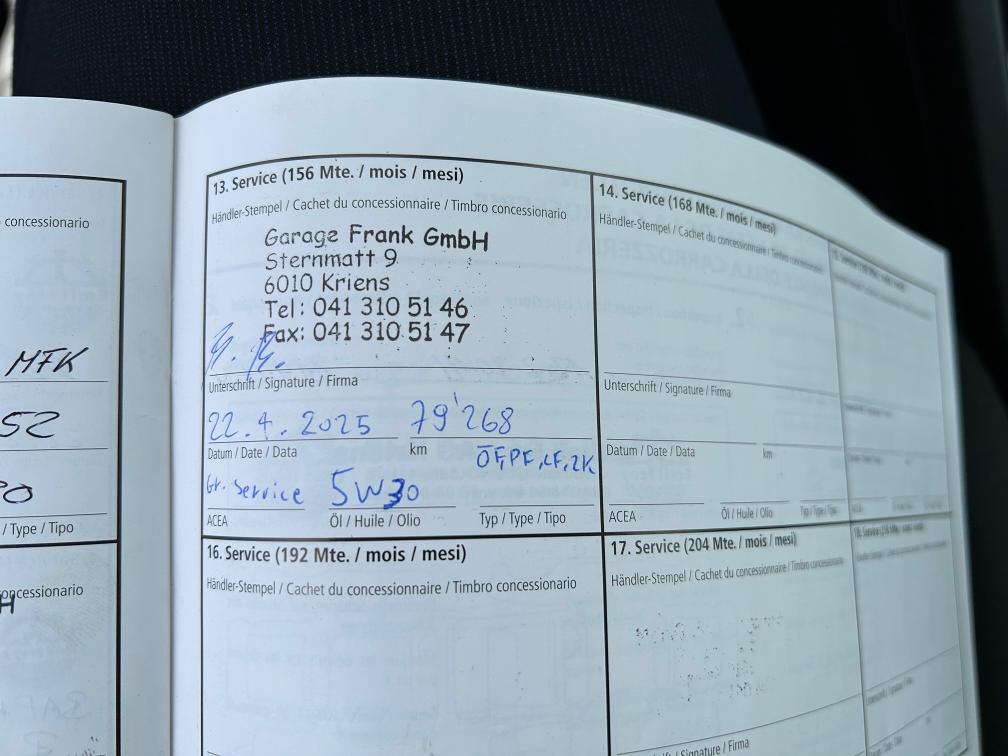 concessionario
MFK
52
/ Type / Tipo
concessionario
H
13. Service (156 Mte. / mois / mesi)
Händler-Stempel / Cachet du concessionnaire / Timbro concessionario
Garage Frank GmbH
Sternmatt 9
6010 Kriens
Tel: 041 310 51 46
Fax: 041 310 51 47
Unterschrift / Signature / Firma
22.4.2025 79'268
Datum / Date / Data km
ÖF, PF, LF, ZK
Gr. Service 5W30
ACEA Öl / Huile / Olio Typ / Type / Tipo
14. Service (168 Mte. / mois / mesi)
Händler-Stempel / Cachet du concessionnaire / Timbro concessionario
Unterschrift / Signature / Firma
Datum / Date / Data km
ACEA Öl / Huile / Olio Typ / Type / Tipo
16. Service (192 Mte. / mois / mesi)
Händler-Stempel / Cachet du concessionnaire / Timbro concessionario
17. Service (204 Mte. / mois / mesi)
Händler-Stempel / Cachet du concessionnaire / Timbro concessionario
Unterschrift / Signature / Firma